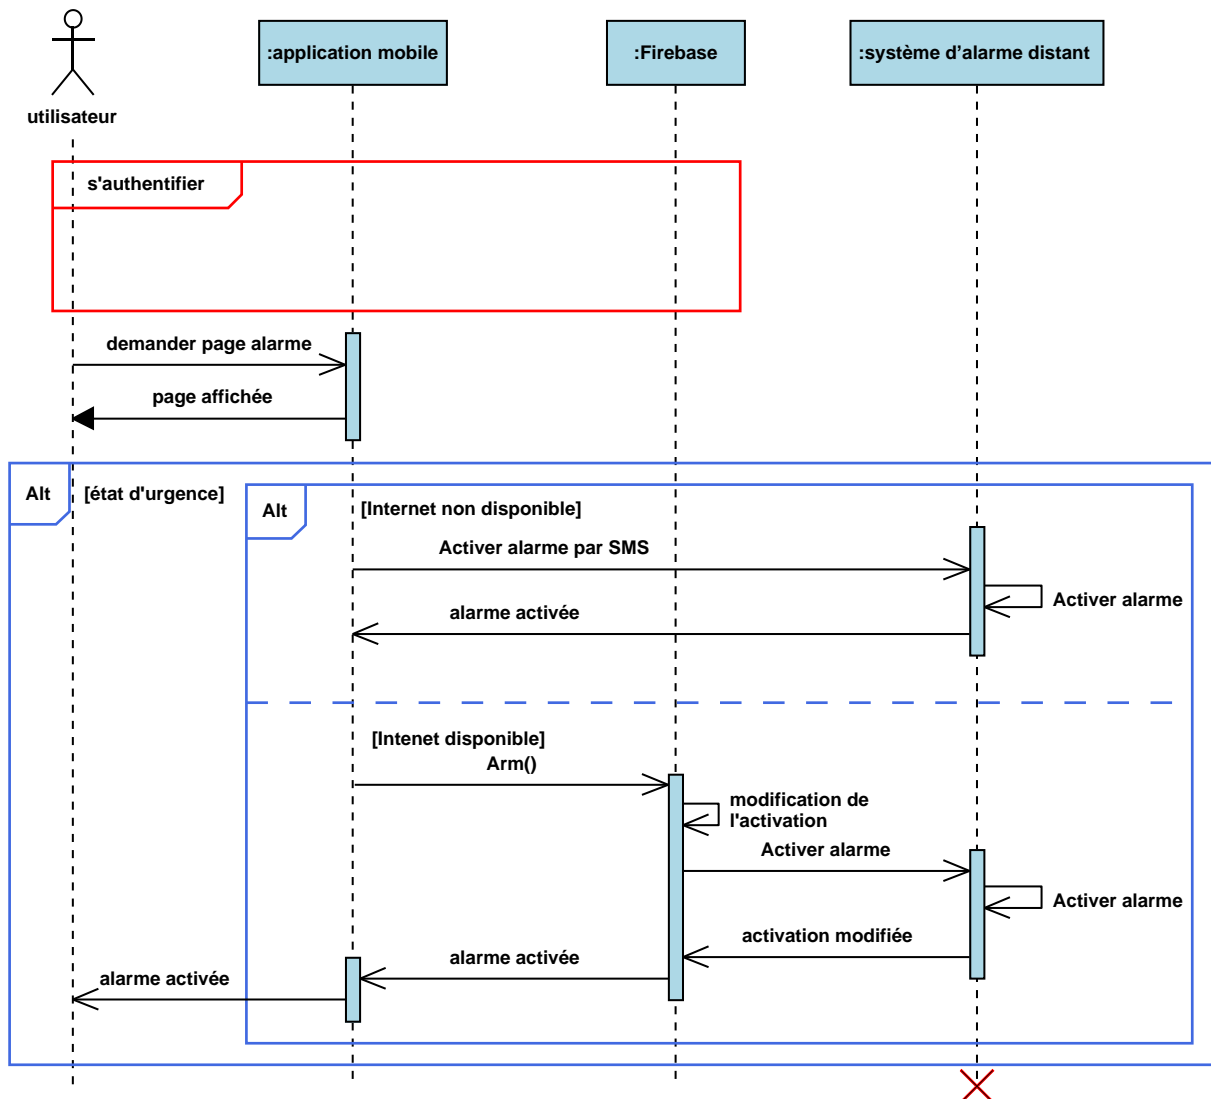 :application mobile
:Firebase
:système d’alarme distant
utilisateur
s'authentifier
demander page alarme
page affichée
Alt
[état d'urgence]
Alt
[Internet non disponible]
Activer alarme par SMS
Activer alarme
alarme activée
[Intenet disponible]
Arm()
modification de
l'activation
Activer alarme
Activer alarme
activation modifiée
alarme activée
alarme activée